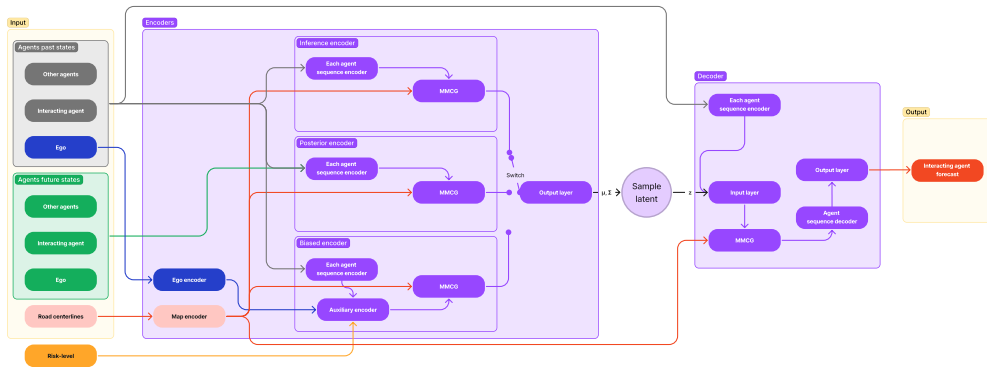 Input
Agents past states
Other agents
Interacting agent
Ego
Agents future states
Other agents
Interacting agent
Ego
Road centerlines
Risk-level
Encoders
Ego encoder
Map encoder
Inference encoder
Each agent
sequence encoder
MMCG
Posterior encoder
Each agent
sequence encoder
MMCG
Biased encoder
Each agent
sequence encoder
MMCG
Auxiliary encoder
Switch
Output layer
μ, Σ
Sample
latent
z
Decoder
Each agent
sequence encoder
Input layer
MMCG
Output layer
Agent
sequence decoder
Output
Interacting agent
forecast